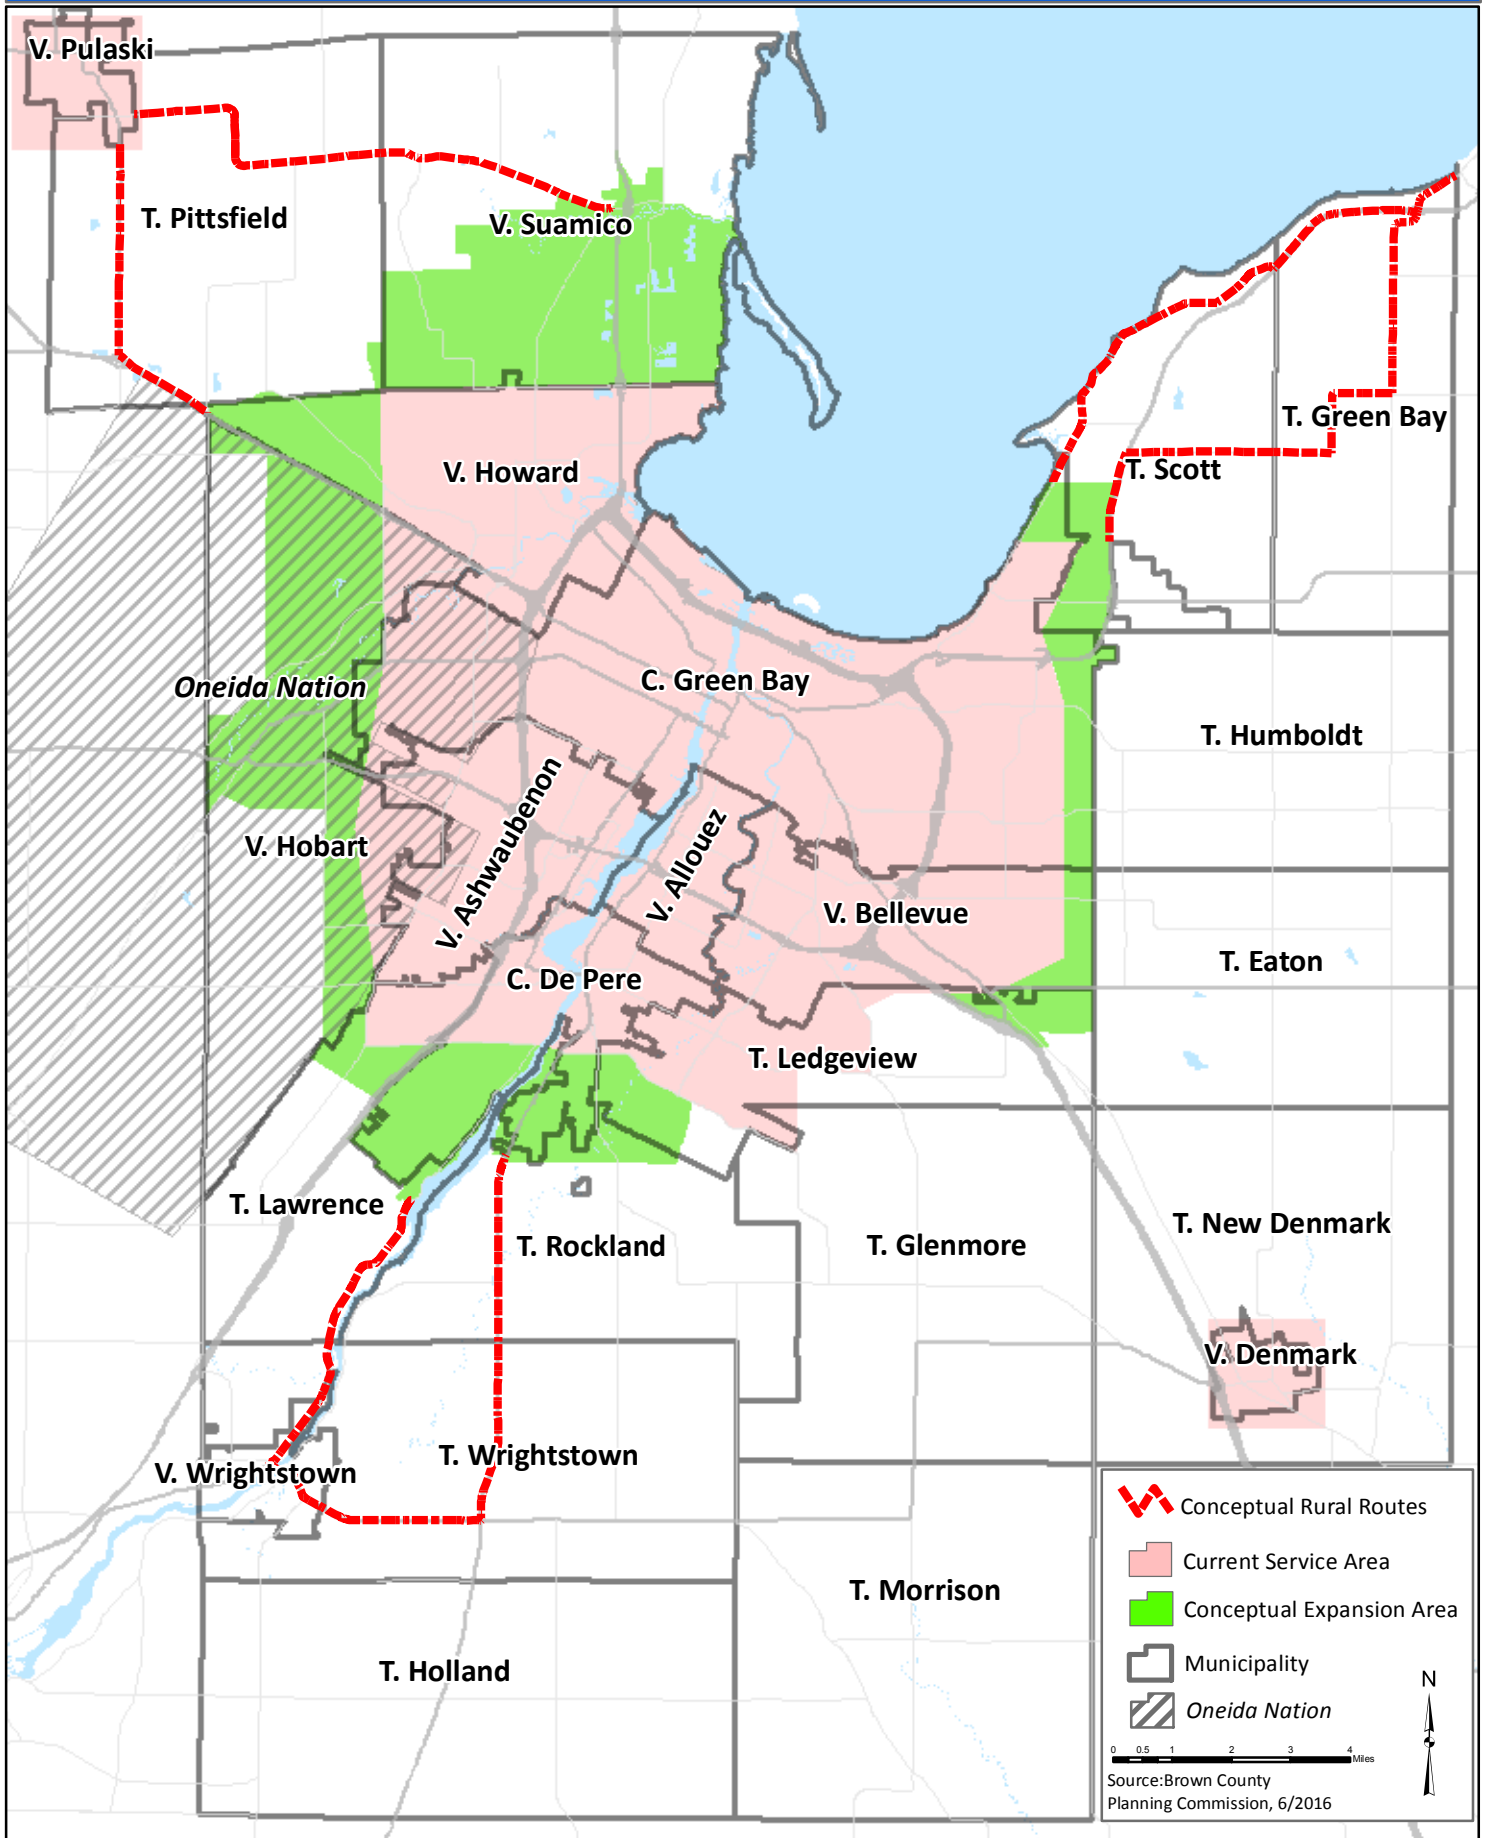 V. Pulaski
T. Pittsfield
V. Suamico
T. Green Bay
V. Howard
T. Scott
C. Green Bay
Oneida Nation
T. Humboldt
V. Ashwaubenon
V. Allouez
V. Hobart
V. Bellevue
T. Eaton
C. De Pere
T. Ledgeview
T. Lawrence
T. New Denmark
T. Rockland
T. Glenmore
V. Denmark
T. Wrightstown
V. Wrightstown
T. Morrison
T. Holland
Conceptual Rural Routes
Current Service Area
Conceptual Expansion Area
Municipality
Oneida Nation
N
0 0.5 1 2 3 4
Miles
Source:Brown County
Planning Commission, 6/2016